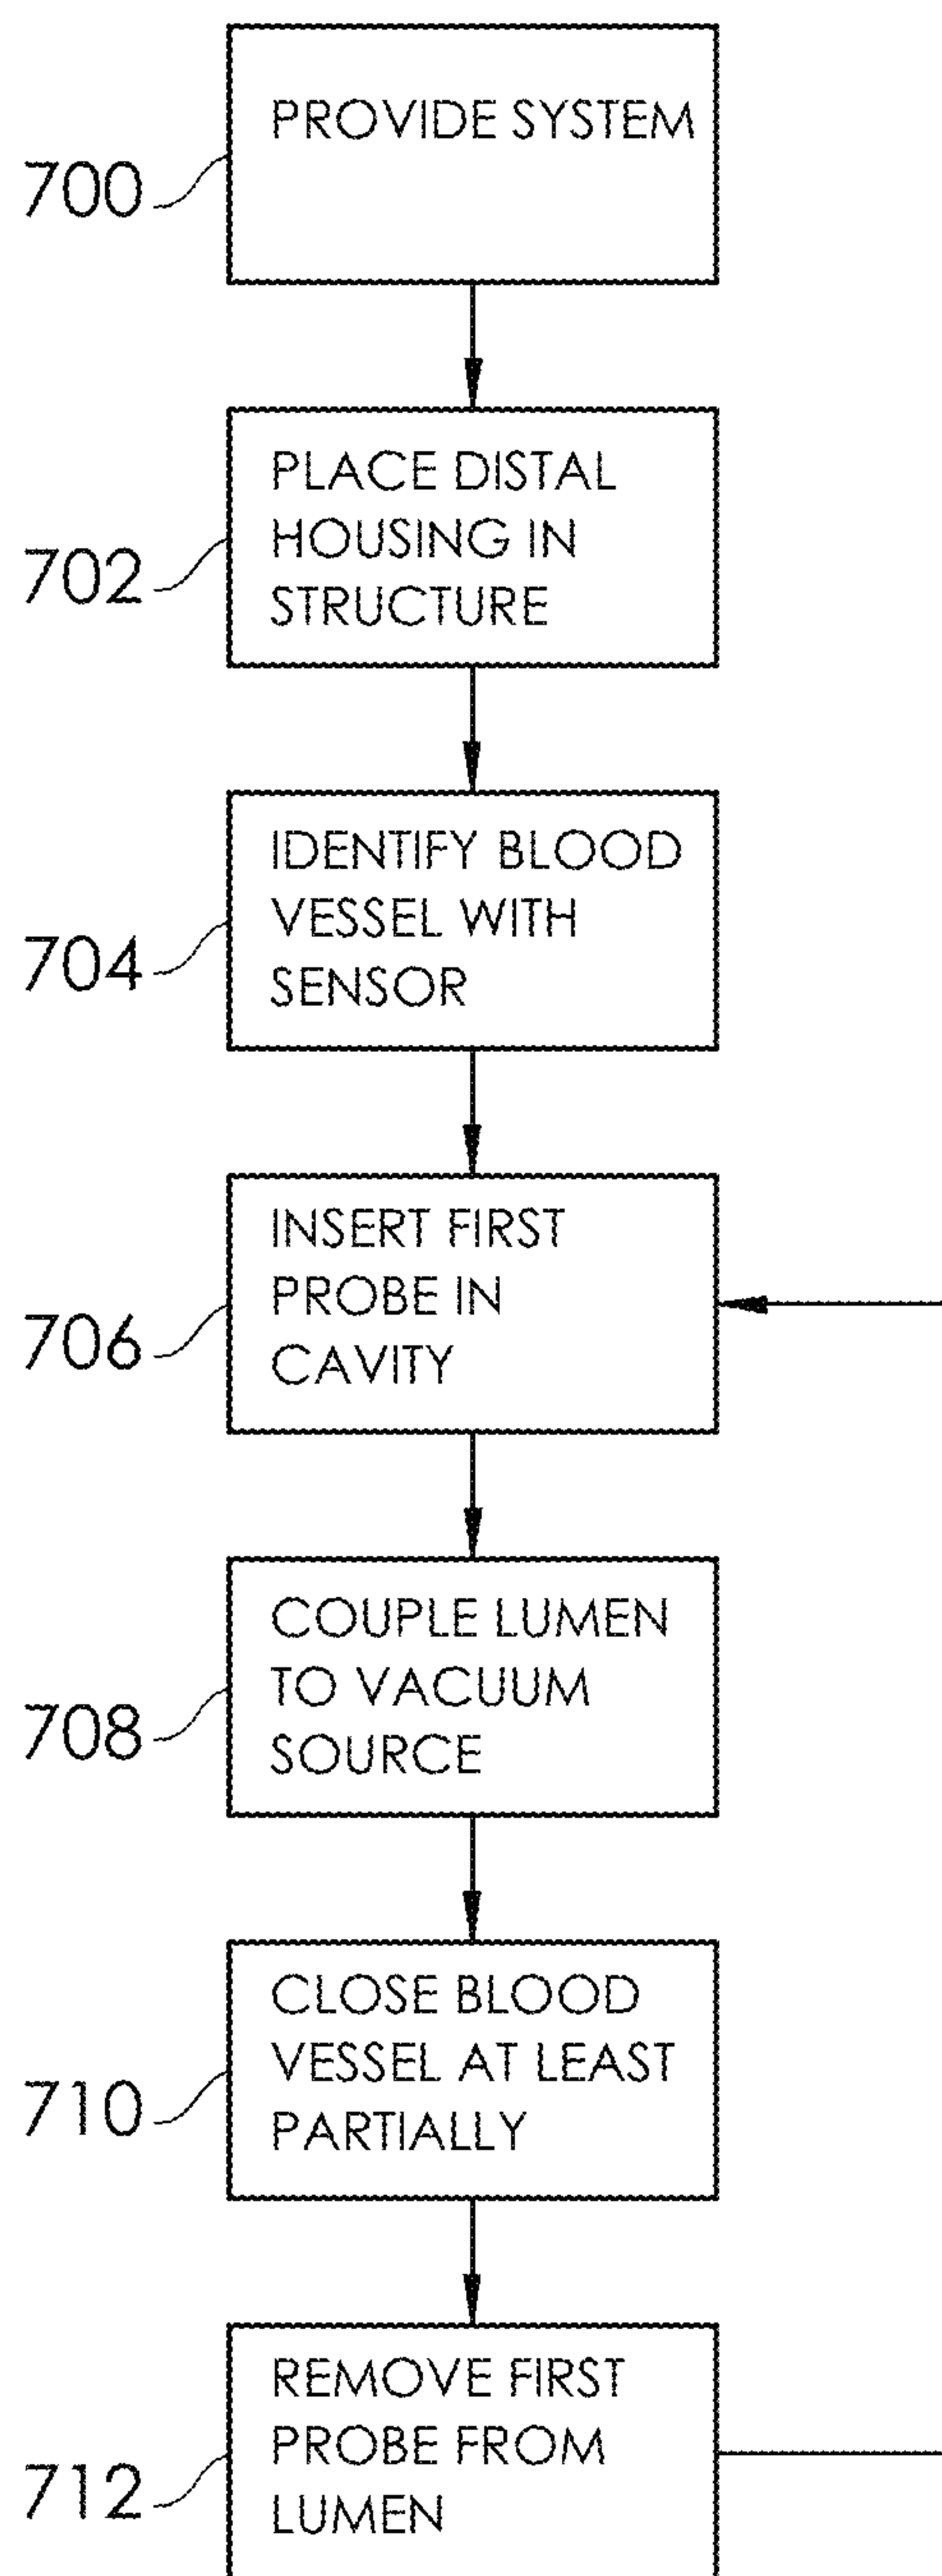 PROVIDE SYSTEM
700
PLACE DISTAL
HOUSING IN
STRUCTURE
702
IDENTIFY BLOOD
VESSEL WITH
SENSOR
704
INSERT FIRST
PROBE IN
CAVITY
706
COUPLE LUMEN
TO VACUUM
SOURCE
708
CLOSE BLOOD
VESSEL AT LEAST
PARTIALLY
710
REMOVE FIRST
PROBE FROM
LUMEN
712